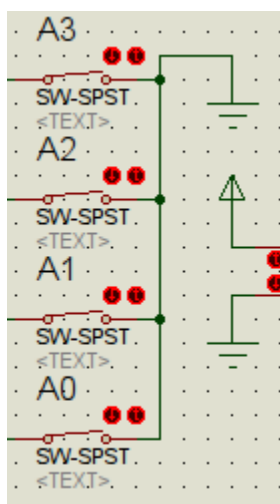 A3
SW-SPST
<TEXT>
A2
SW-SPST
<TEXT>
A1
SW-SPST
<TEXT>
A0
SW-SPST
<TEXT>